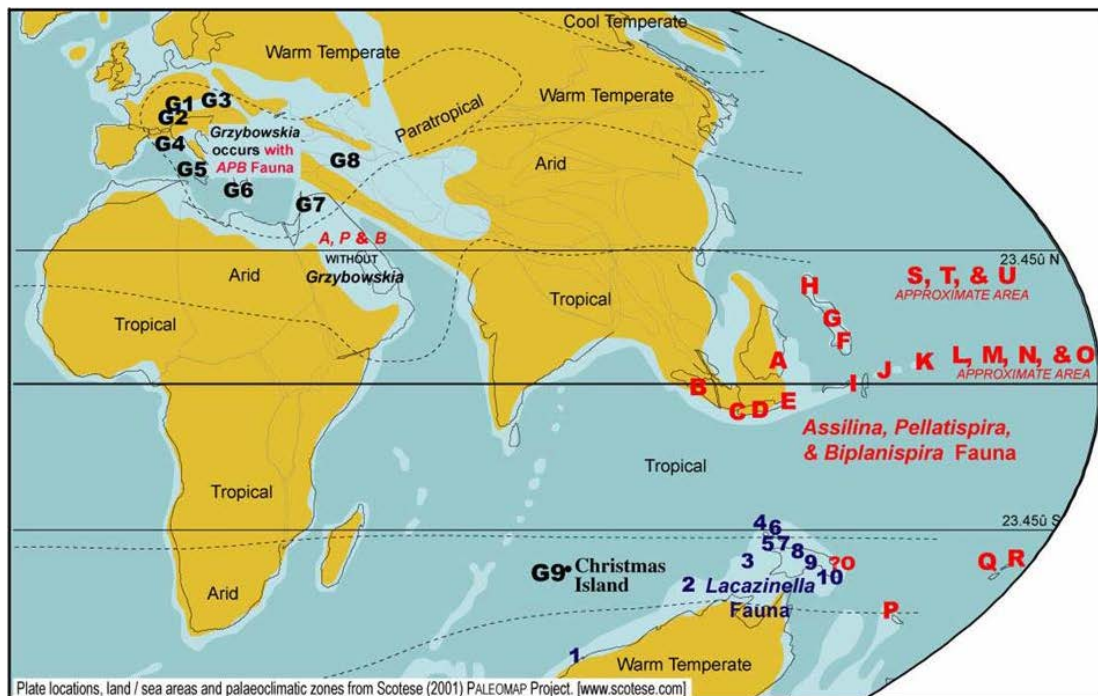 Cool Temperate
Warm Temperate
Warm Temperate
Paratropical
G1 G3
G2
Grzybowskia
occurs with
APB Fauna
G4
G5
G6
G7
G8
Arid
A, P & B
WITHOUT
Grzybowskia
Arid
Tropical
Tropical
23.45û N
S, T, & U
APPROXIMATE AREA
H
G
F
A
B
C D E
I
J
K
L, M, N, & O
APPROXIMATE AREA
Assilina, Pellatispira,
& Biplanispira Fauna
Tropical
Tropical
23.45û S
4 6
5 7
8
3
9
?O
10
2
Lacazinella
Fauna
G9 Christmas
Island
Q R
P
Arid
1
Warm Temperate
Plate locations, land / sea areas and palaeoclimatic zones from Scotese (2001) PALEOMAP Project. [www.scotese.com]